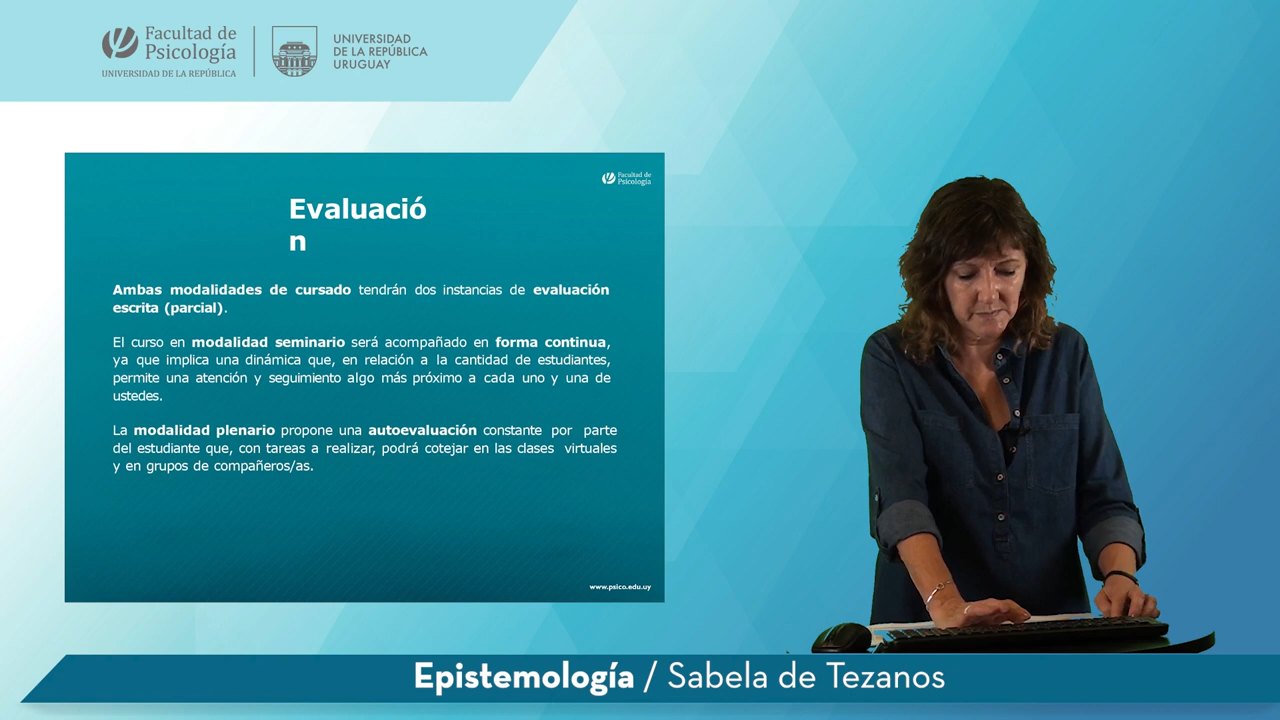 Facultad de
Psicología
UNIVERSIDAD DE LA REPÚBLICA
UNIVERSIDAD
DE LA REPÚBLICA
URUGUAY
Facultad de
Psicología
Evaluació
n
Ambas modalidades de cursado tendrán dos instancias de evaluación
escrita (parcial).
El curso en modalidad seminario será acompañado en forma continua,
ya que implica una dinámica que, en relación a la cantidad de estudiantes,
permite una atención y seguimiento algo más próximo a cada uno y una de
ustedes.
La modalidad plenario propone una autoevaluación constante por parte
del estudiante que, con tareas a realizar, podrá cotejar en las clases virtuales
y en grupos de compañeros/as.
www.psico.edu.uy
Epistemología / Sabela de Tezanos